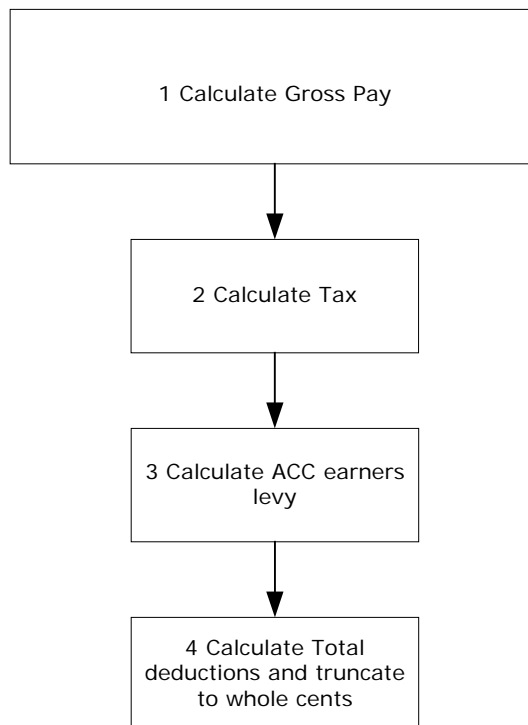 1 Calculate Gross Pay
2 Calculate Tax
3 Calculate ACC earners
levy
4 Calculate Total
deductions and truncate
to whole cents